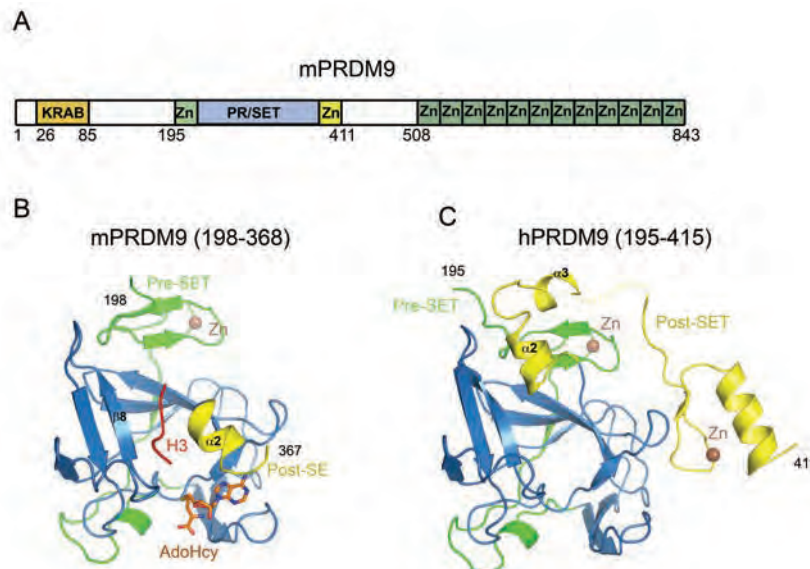 A
mPRDM9
KRAB Zn PR/SET Zn Zn Zn Zn Zn Zn Zn Zn Zn Zn Zn Zn Zn
1 26 85 195 411 508 843
B
mPRDM9 (198-368)
Pre-SET
198
Zn
β8
H3
α2
367
Post-SE
AdoHcy
C
hPRDM9 (195-415)
195
α3
Pre-SET
Zn
Post-SET
α2
Zn
41